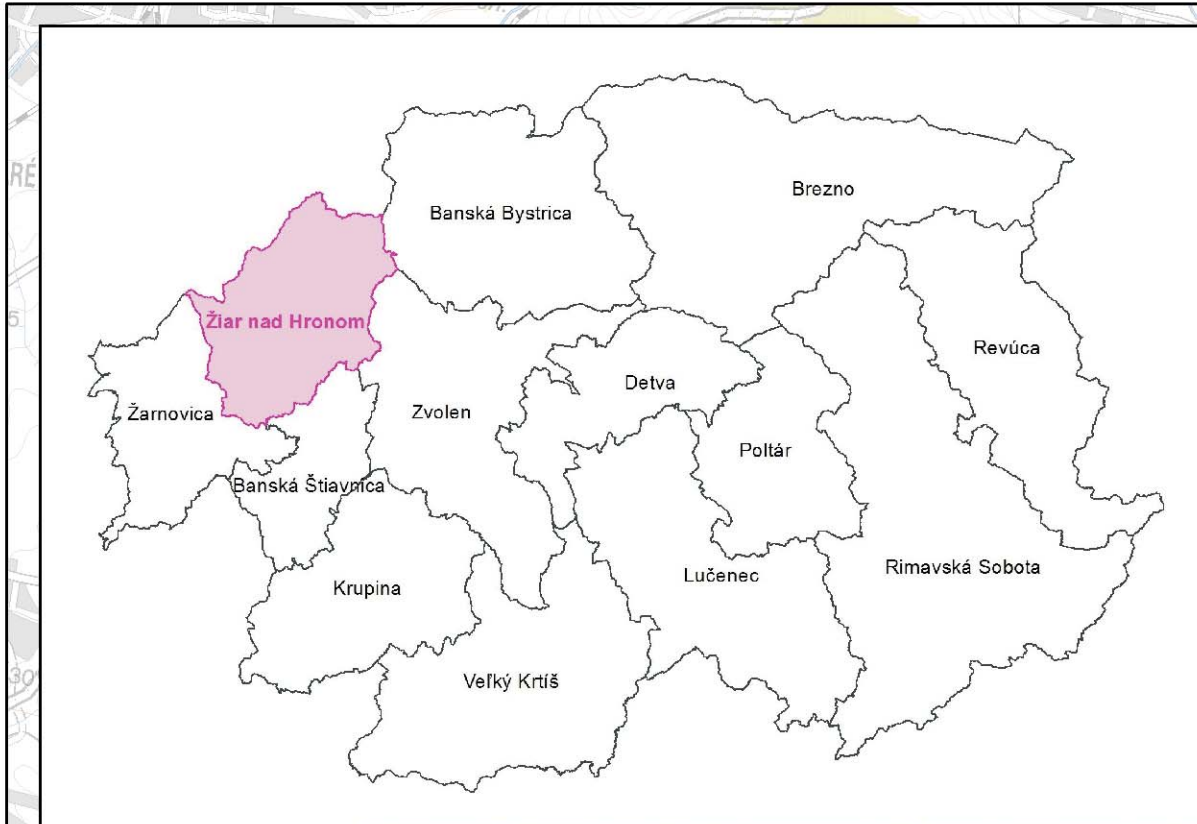 RÉ
Brezno
Banská Bystrica
Žiar nad Hronom
Revúca
Detva
Žarnovica
Zvolen
Poltár
Banská Štiavnica
Rimavská Sobota
Lučenec
Krupina
Veľký Krtíš